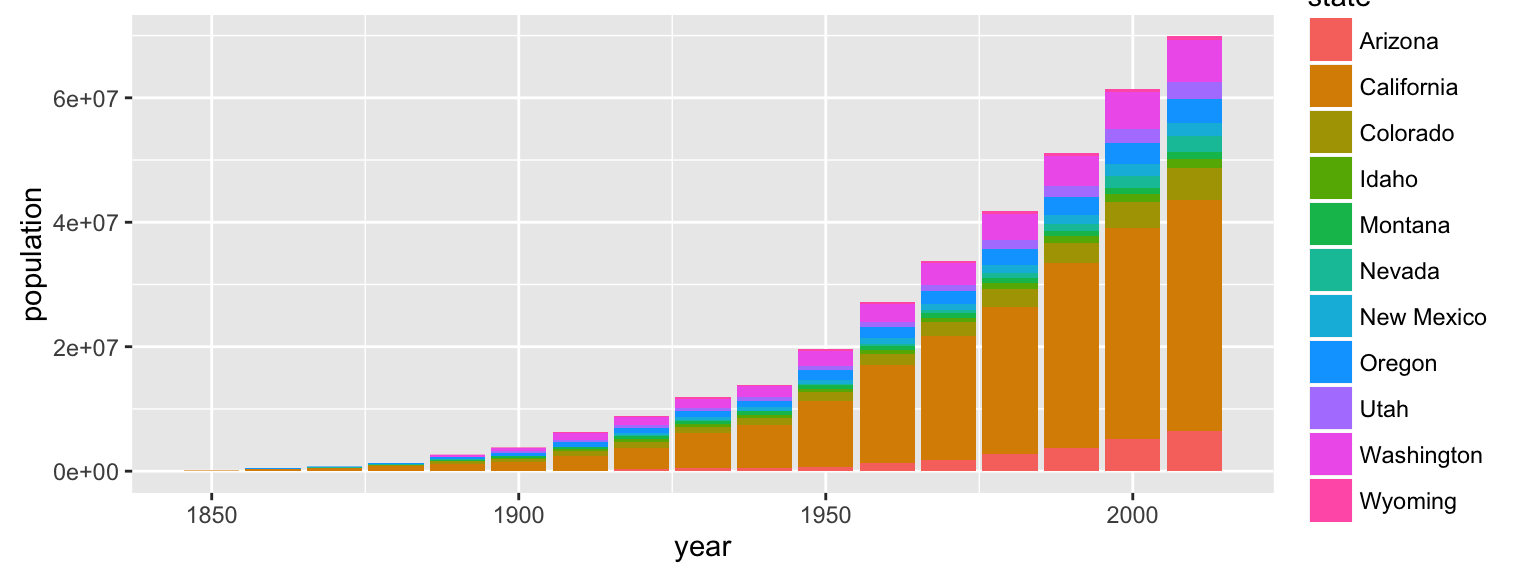 state
Arizona
California
Colorado
Idaho
Montana
Nevada
New Mexico
Oregon
Utah
Washington
Wyoming
6e+07
4e+07
2e+07
0e+00
population
1850 1900 1950 2000
year